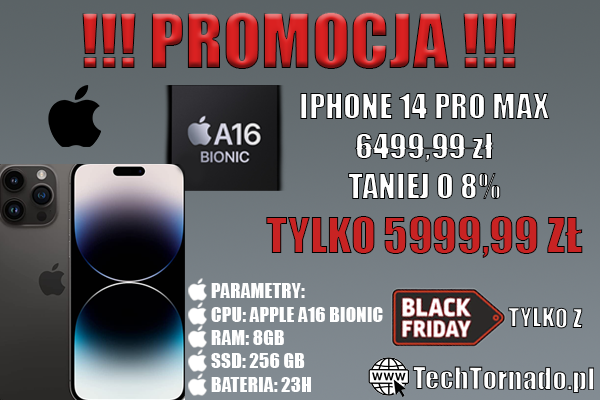 !!! PROMOCJA !!!
A16
BIONIC
IPHONE 14 PRO MAX
6499,99 zł
TANIEJ O 8%
TYLKO 5999,99 ZŁ
PARAMETRY:
CPU: APPLE A16 BIONIC
RAM: 8GB
SSD: 256 GB
BATERIA: 23H
BLACK
FRIDAY
TYLKO Z
www
TechTornado.pl